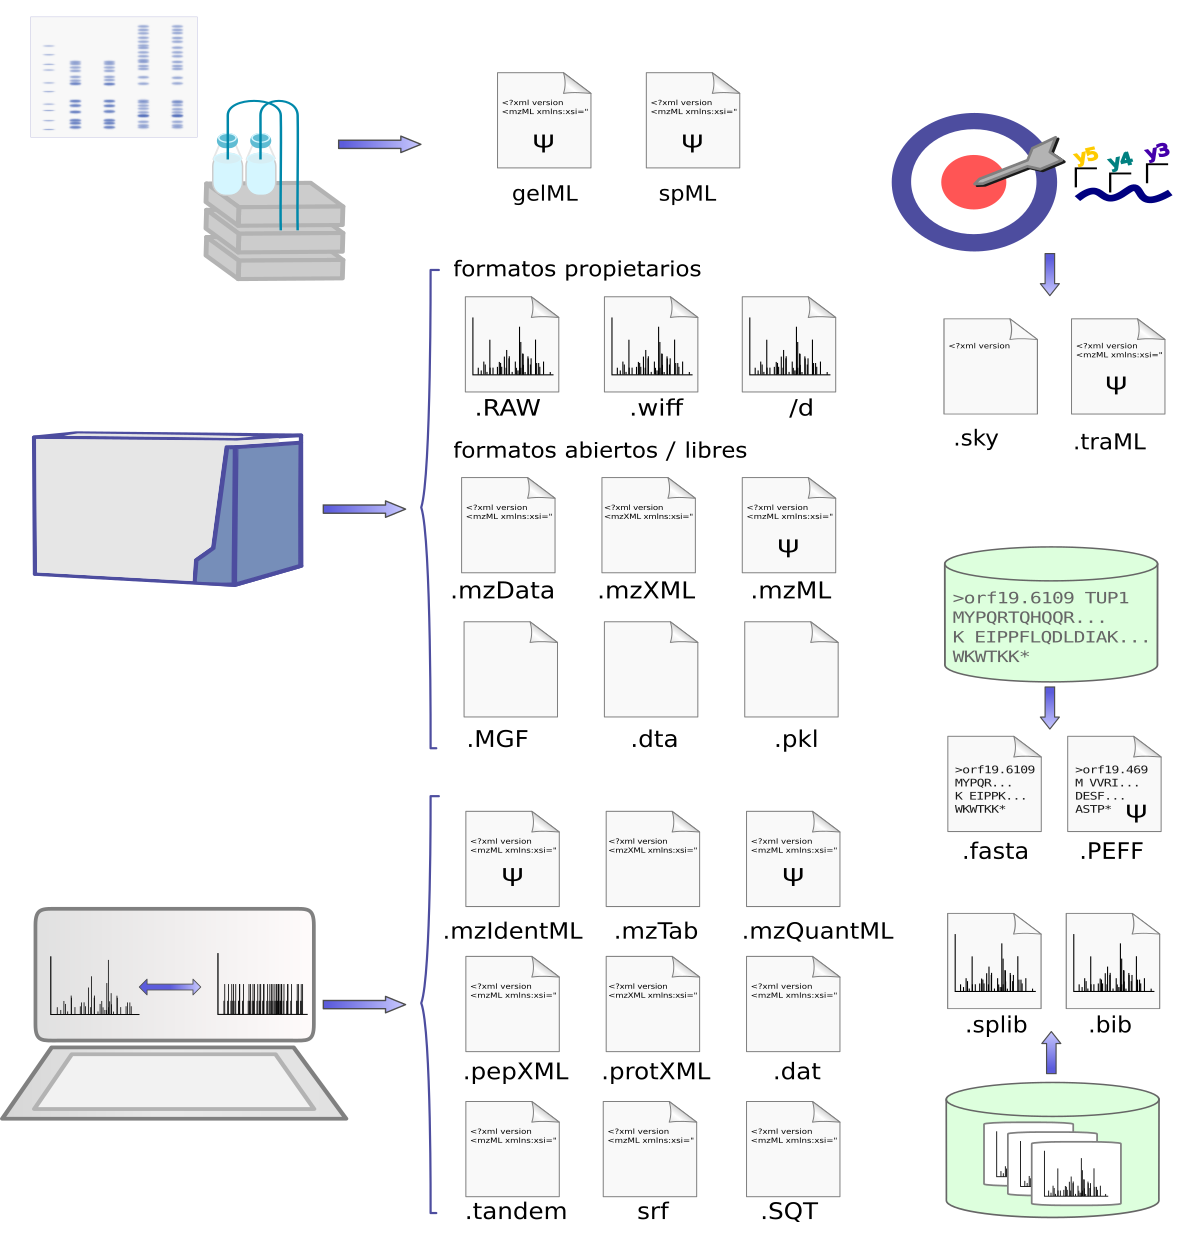 <?xml version
<mzML xmlns:xsi="
Ψ
gelML
<?xml version
<mzML xmlns:xsi="
Ψ
spML
y5
y4
y3
formatos propietarios
.RAW
.wiff
/d
<?xml version
.sky
<?xml version
<mzML xmlns:xsi="
Ψ
.traML
formatos abiertos / libres
<?xml version
<mzML xmlns:xsi="
.mzData
<?xml version
<mzXML xmlns:xsi="
.mzXML
<?xml version
<mzML xmlns:xsi="
Ψ
.mzML
.MGF
.dta
.pkl
>orf19.6109 TUP1
MYPQRTQHQQR...
K EIPPFLQDLDIAK...
WKWTKK*
>orf19.6109
MYPQR...
K EIPPK...
WKWTKK*
.fasta
>orf19.469
M VVRI...
DESF...
ASTP*
Ψ
.PEFF
<?xml version
<mzML xmlns:xsi="
Ψ
.mzIdentML
<?xml version
<mzXML xmlns:xsi="
.mzTab
<?xml version
<mzML xmlns:xsi="
Ψ
.mzQuantML
<?xml version
<mzML xmlns:xsi="
.pepXML
<?xml version
<mzXML xmlns:xsi="
.protXML
<?xml version
<mzML xmlns:xsi="
.dat
.splib
.bib
<?xml version
<mzML xmlns:xsi="
.tandem
<?xml version
<mzML xmlns:xsi="
srf
<?xml version
<mzML xmlns:xsi="
.SQT